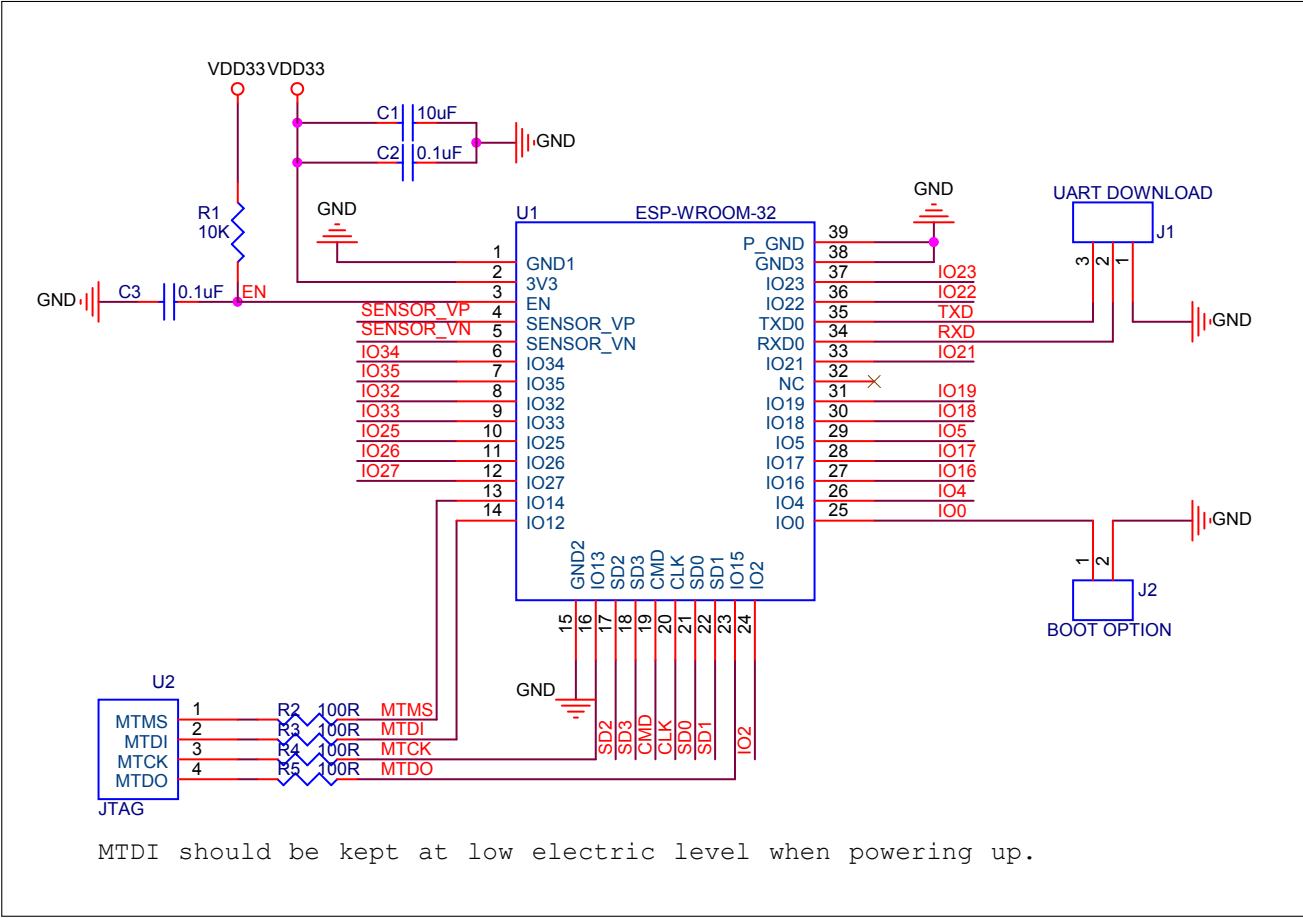 VDD33 VDD33
C1 10uF
GND
C2 0.1uF
R1
10K
GND
GND C3 0.1uF EN
U1 ESP-WROOM-32
1 GND1
2 3V3
3 EN
SENSOR_VP 4 SENSOR_VP
SENSOR_VN 5 SENSOR_VN
IO34 6 IO34
IO35 7 IO35
IO32 8 IO32
IO33 9 IO33
IO25 10 IO25
IO26 11 IO26
IO27 12 IO27
13 IO14
14 IO12
GND
P_GND 39
GND3 38
IO23 37 IO23
IO22 36 IO22
TXD0 35 TXD
RXD0 34 RXD
IO21 33 IO21
NC 32
IO19 31 IO19
IO18 30 IO18
IO5 29 IO5
IO17 28 IO17
IO16 27 IO16
IO4 26 IO4
IO0 25 IO0
UART DOWNLOAD
J1
3 2 1
GND
GND
1 2
J2
BOOT OPTION
GND2 IO13 SD2 SD3 CMD CLK SD0 SD1 IO15 IO2
15 16 17 18 19 20 21 22 23 24
GND
SD2 SD3 CMD CLK SD0 SD1 IO2
U2
MTMS 1 R2 100R MTMS
MTDI 2 R3 100R MTDI
MTCK 3 R4 100R MTCK
MTDO 4 R5 100R MTDO
JTAG
MTDI should be kept at low electric level when powering up.